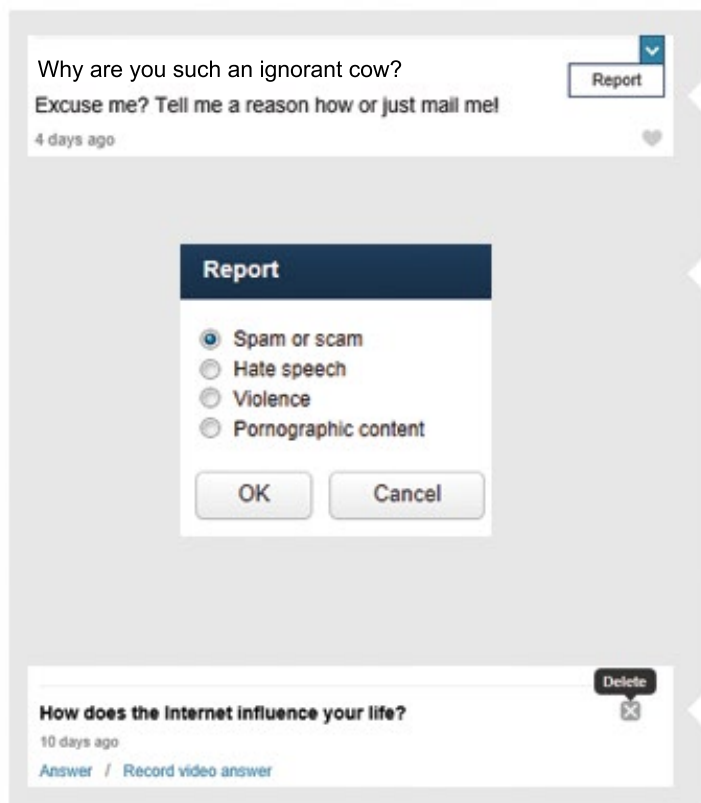 Why are you such an ignorant cow?
Report
Excuse me? Tell me a reason how or just mail me!
4 days ago
Report
Spam or scam
Hate speech
Violence
Pornographic content
OK Cancel
Delete
How does the Internet influence your life?
10 days ago
Answer / Record video answer